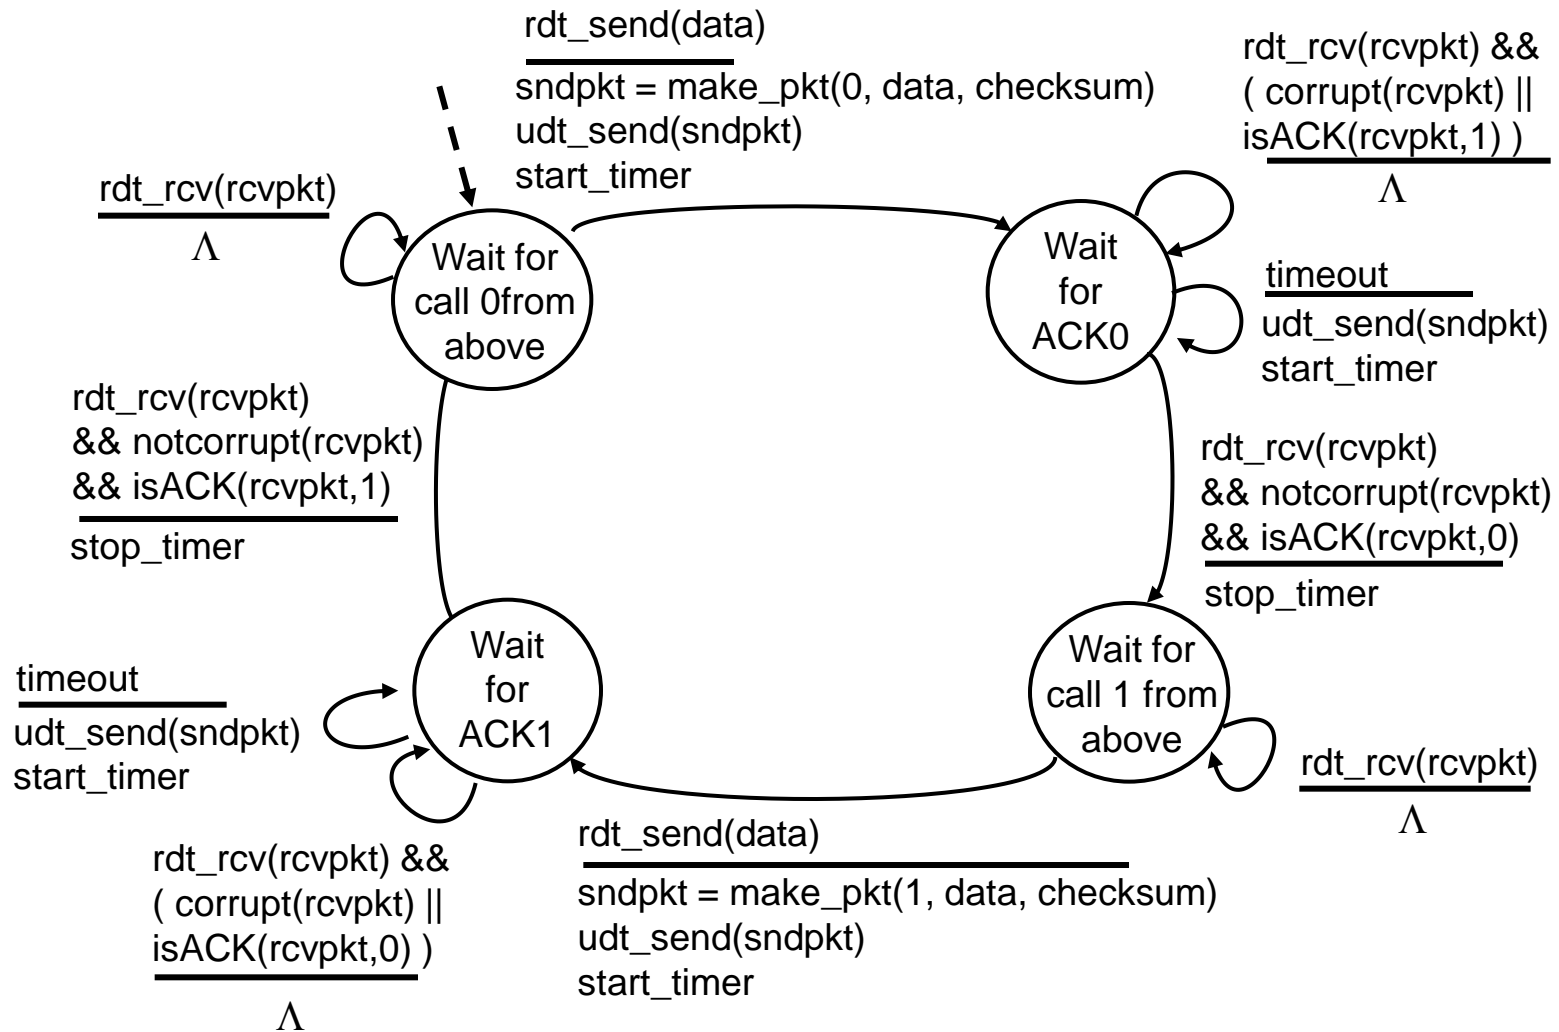 rdt_send(data)
sndpkt = make_pkt(0, data, checksum)
udt_send(sndpkt)
start_timer
rdt_rcv(rcvpkt) &&
( corrupt(rcvpkt) ||
isACK(rcvpkt,1) )
Λ
rdt_rcv(rcvpkt)
Λ
Wait for
call 0from
above
Wait
for
ACK0
timeout
udt_send(sndpkt)
start_timer
rdt_rcv(rcvpkt)
&& notcorrupt(rcvpkt)
&& isACK(rcvpkt,1)
stop_timer
rdt_rcv(rcvpkt)
&& notcorrupt(rcvpkt)
&& isACK(rcvpkt,0)
stop_timer
timeout
udt_send(sndpkt)
start_timer
Wait
for
ACK1
Wait for
call 1 from
above
rdt_rcv(rcvpkt)
Λ
rdt_rcv(rcvpkt) &&
( corrupt(rcvpkt) ||
isACK(rcvpkt,0) )
Λ
rdt_send(data)
sndpkt = make_pkt(1, data, checksum)
udt_send(sndpkt)
start_timer